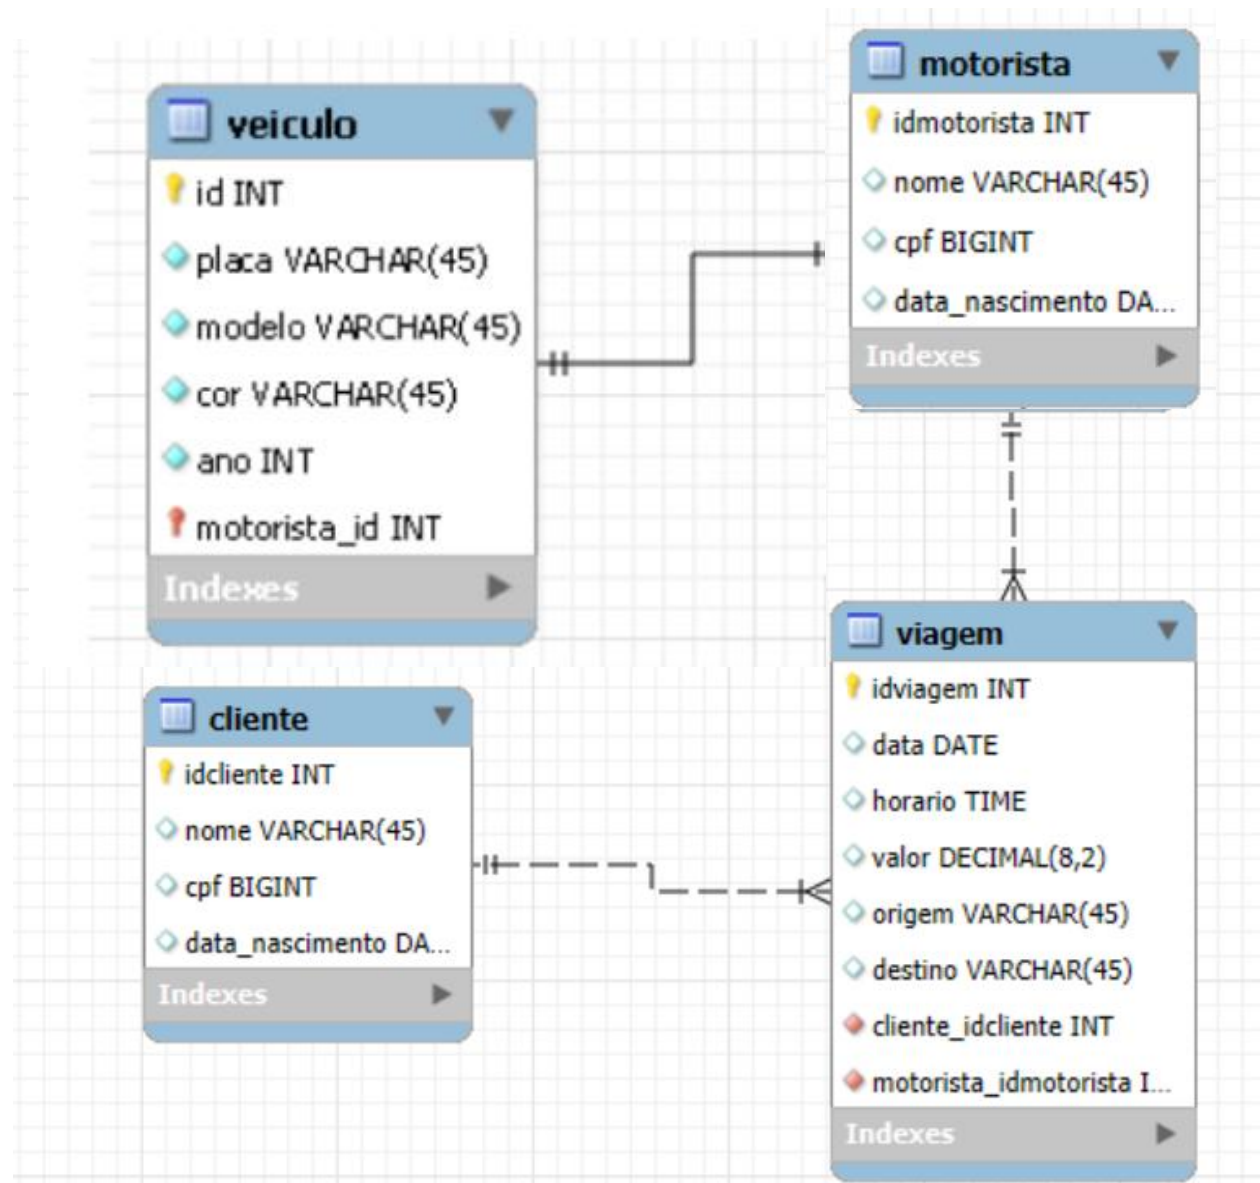 veiculo
id INT
placa VARCHAR(45)
modelo VARCHAR(45)
cor VARCHAR(45)
ano INT
motorista_id INT
Indexes
motorista
idmotorista INT
nome VARCHAR(45)
cpf BIGINT
data_nascimento DA...
Indexes
cliente
idcliente INT
nome VARCHAR(45)
cpf BIGINT
data_nascimento DA...
Indexes
viagem
idviagem INT
data DATE
horario TIME
valor DECIMAL(8,2)
origem VARCHAR(45)
destino VARCHAR(45)
cliente_idcliente INT
motorista_idmotorista I...
Indexes